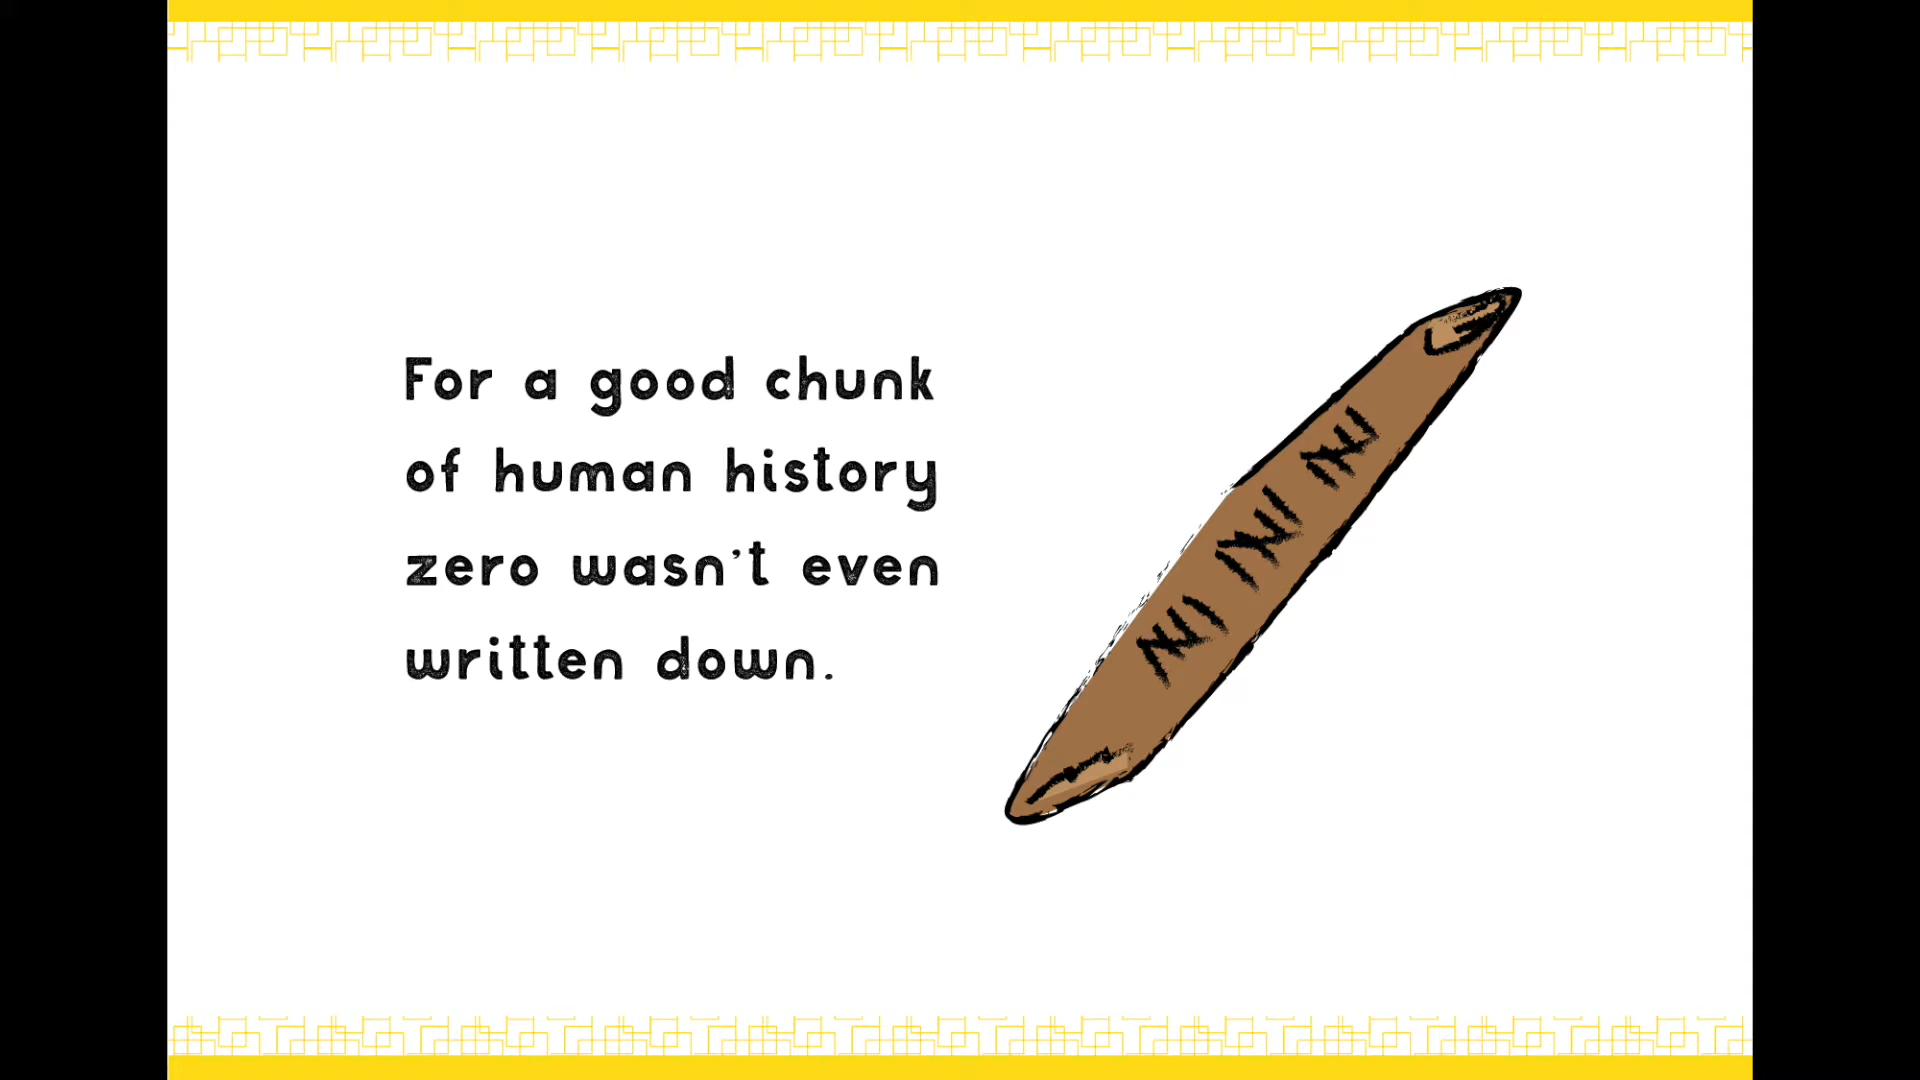 For a good chunk
of human history
zero wasn't even
written down.